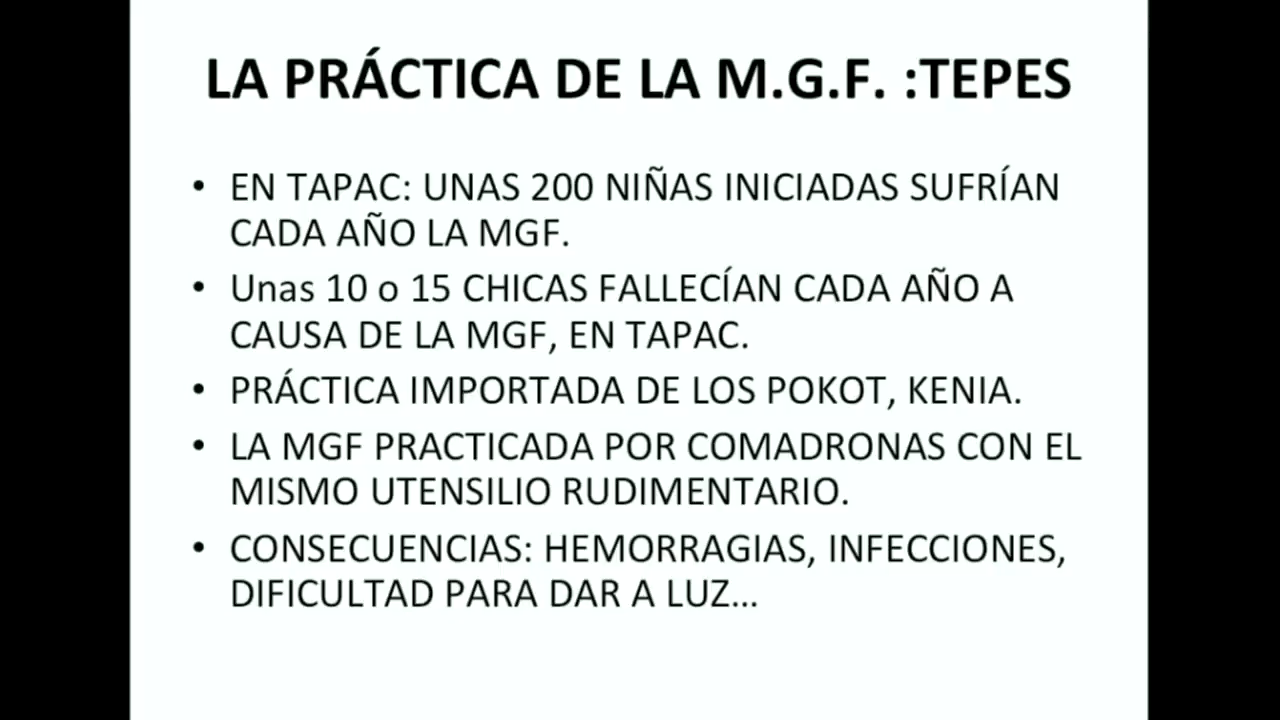 LA PRÁCTICA DE LA M.G.F. :TEPES
• EN TAPAC: UNAS 200 NIÑAS INICIADAS SUFRÍAN
CADA AÑO LA MGF.
• Unas 10 o 15 CHICAS FALLECÍAN CADA AÑO A
CAUSA DE LA MGF, EN TAPAC.
• PRÁCTICA IMPORTADA DE LOS POKOT, KENIA.
• LA MGF PRACTICADA POR COMADRONAS CON EL
MISMO UTENSILIO RUDIMENTARIO.
• CONSECUENCIAS: HEMORRAGIAS, INFECCIONES,
DIFICULTAD PARA DAR A LUZ...